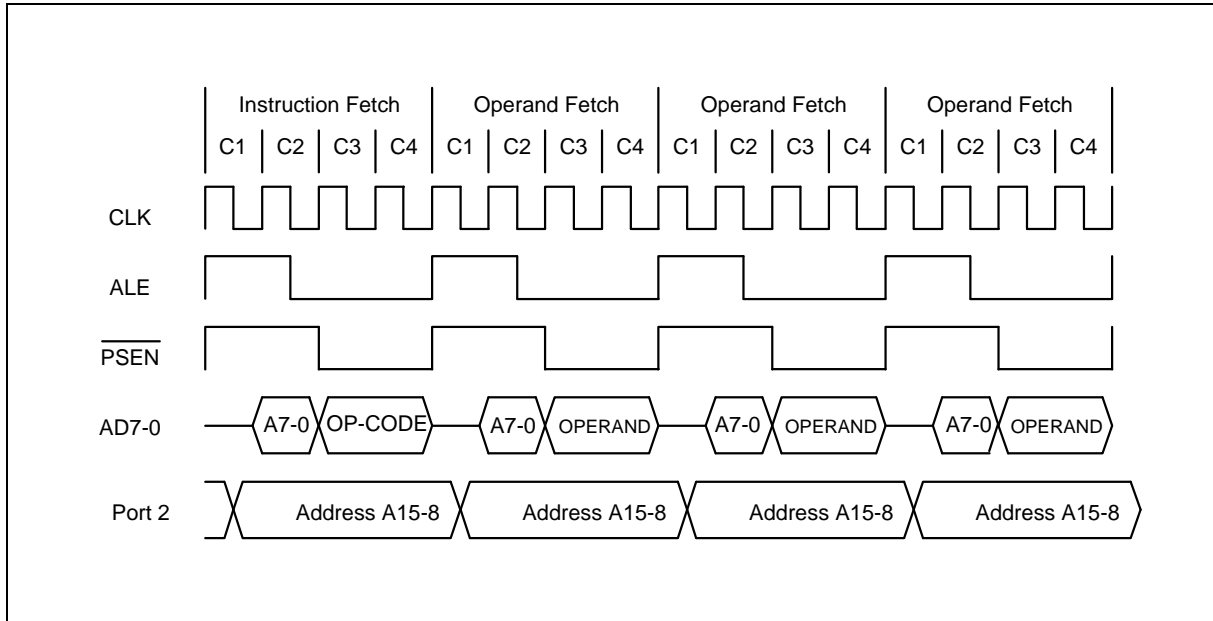 Instruction Fetch Operand Fetch Operand Fetch Operand Fetch
C1 C2 C3 C4 C1 C2 C3 C4 C1 C2 C3 C4 C1 C2 C3 C4
CLK
ALE
PSEN
AD7-0 A7-0 OP-CODE A7-0 OPERAND A7-0 OPERAND A7-0 OPERAND
Port 2 Address A15-8 Address A15-8 Address A15-8 Address A15-8